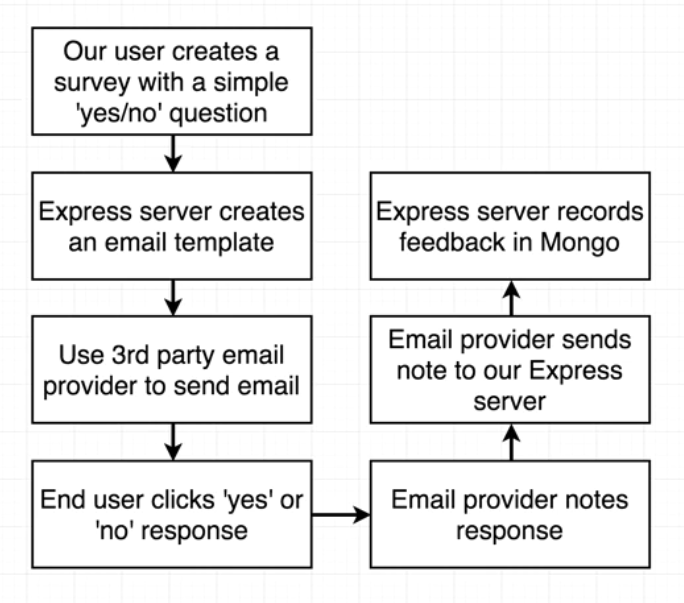 Our user creates a
survey with a simple
'yes/no' question
Express server creates
an email template
Use 3rd party email
provider to send email
End user clicks 'yes' or
'no' response
Email provider notes
response
Email provider sends
note to our Express
server
Express server records
feedback in Mongo